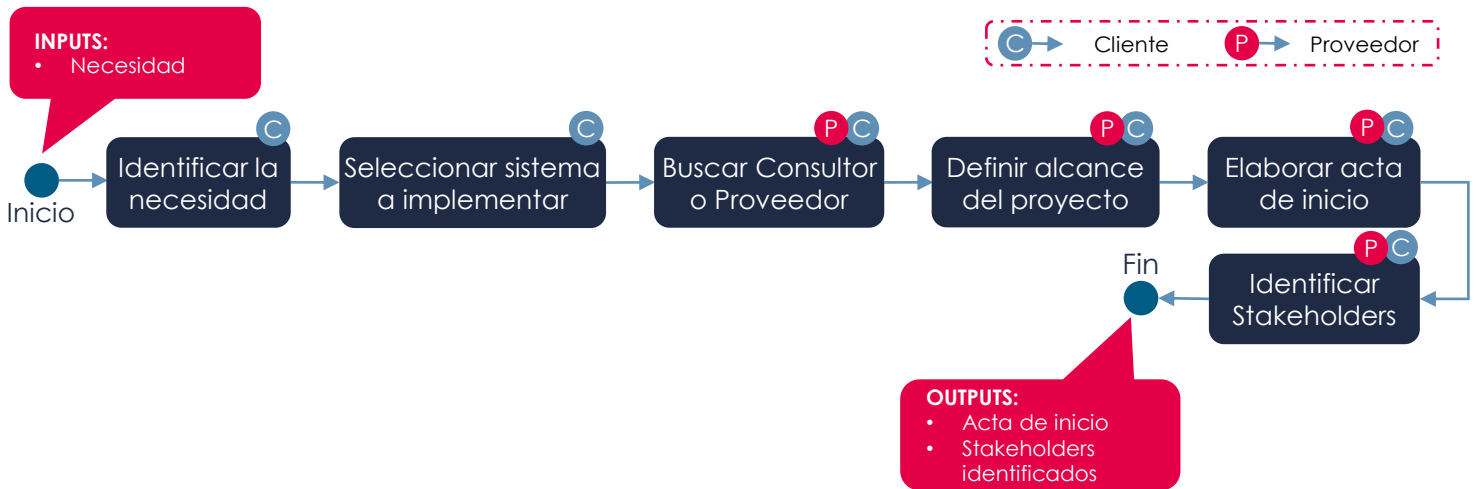 INPUTS:
• Necesidad
C Cliente P Proveedor
C
C
P C
P C
P C
Inicio
Identificar la
necesidad
Seleccionar sistema
a implementar
Buscar Consultor
o Proveedor
Definir alcance
del proyecto
Elaborar acta
de inicio
P C
Identificar
Stakeholders
Fin
OUTPUTS:
• Acta de inicio
• Stakeholders
identificados